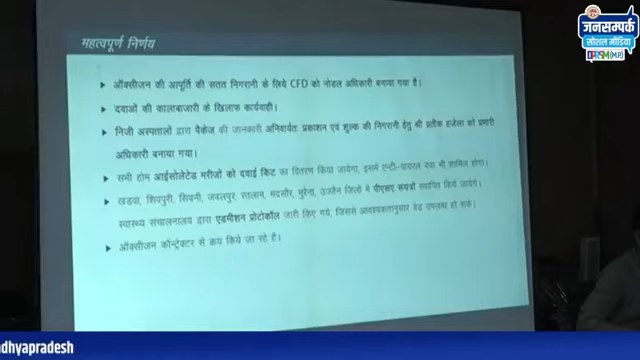 महत्वपूर्ण निर्णय
ऑक्सीजन की आपूर्ति की सतत निगरानी के लिये CFD को नोडल अधिकारी बनाया गया है।
दवाओं की कालाबाजारी के खिलाफ कार्यवाही।
निजी अस्पतालों द्वारा पैकेज की जानकारी अनिवार्यतः प्रकाशन एवं शुल्क की निगरानी हेतु श्री प्रतीक हजेला को प्रभारी
अधिकारी बनाया गया।
सभी होम आईसोलेटेड मरीजों को दवाई किट का वितरण किया जायेगा, इसमें एन्टी-वायरल दवा भी शामिल होगा।
खंडवा, शिवपुरी, सिवनी, जबलपुर, रतलाम, मंदसौर, मुरैना, उज्जैन जिलों में पीएसए संयंत्रों स्थापित किये जायेंगे।
स्वास्थ्य संचालनालय द्वारा एडमीशन प्रोटोकॉल जारी किए गये, जिससे आवश्यकतानुसार बेड उपलब्ध हो सके।
ऑक्सीजन कॉन्ट्रेक्टर से क्रय किये जा रहे है।
जनसम्पर्क
सोशल मीडिया
(M.P.)
dhyapradesh